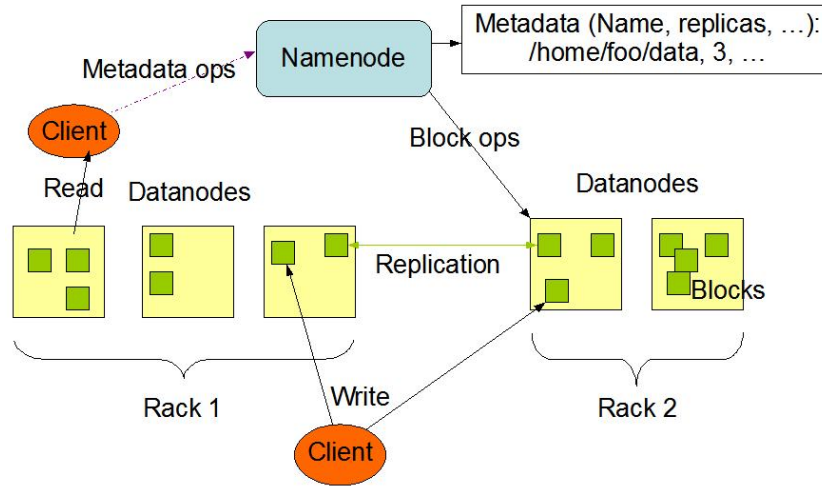 Metadata (Name, replicas, …):
/home/foo/data, 3, …
Namenode
Metadata ops
Client
Block ops
Read
Datanodes
Datanodes
Replication
Blocks
Rack 1
Write
Rack 2
Client